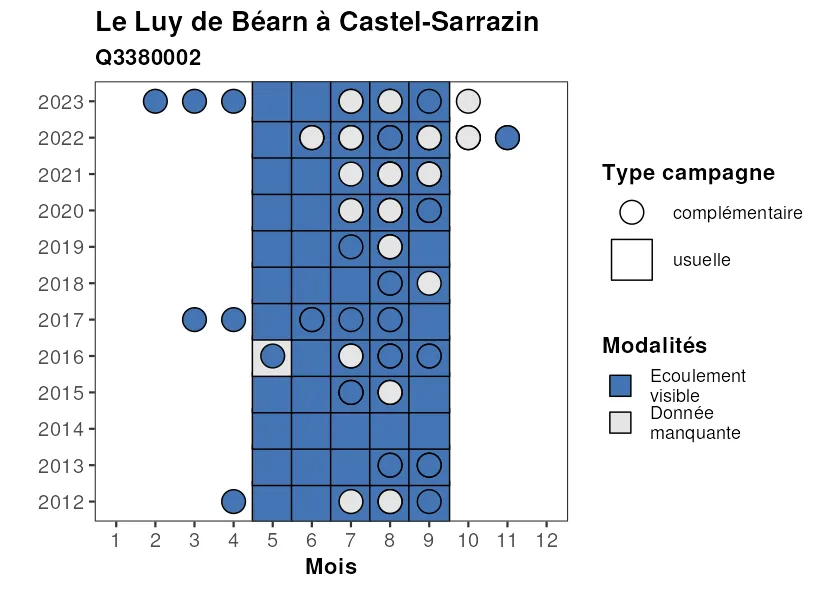 Le Luy de Béarn à Castel-Sarrazin
Q3380002
2023
2022
2021
2020
2019
2018
2017
2016
2015
2014
2013
2012
1 2 3 4 5 6 7 8 9 10 11 12
Mois
Type campagne
complémentaire
usuelle
Modalités
Ecoulement
visible
Donnée
manquante